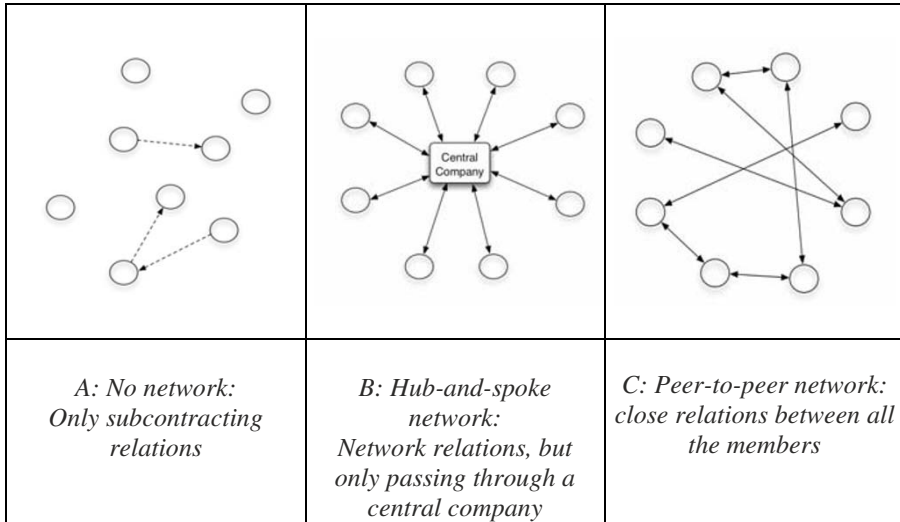 Central
Company
A: No network:
Only subcontracting
relations
B: Hub-and-spoke
network:
Network relations, but
only passing through a
central company
C: Peer-to-peer network:
close relations between all
the members